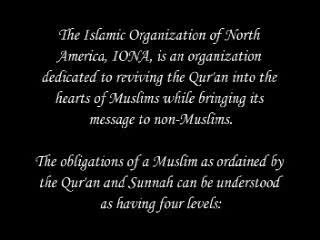 The Islamic Organization of North
America, IONA, is an organization
dedicated to reviving the Qur'an into the
hearts of Muslims while bringing its
message to non-Muslims.
The obligations of a Muslim as ordained by
the Qur'an and Sunnah can be understood
as having four levels: